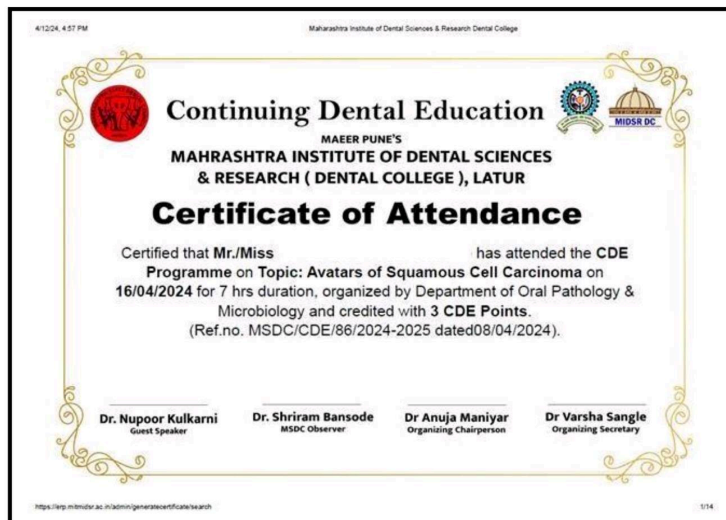 4/12/24, 4:57 PM
Maharashtra Institute of Dental Sciences & Research Dental College
Continuing Dental Education
MIDSR DC
MAEER PUNE'S
MAHRASHTRA INSTITUTE OF DENTAL SCIENCES
& RESEARCH ( DENTAL COLLEGE ), LATUR
Certificate of Attendance
Certified that Mr./Miss has attended the CDE
Programme on Topic: Avatars of Squamous Cell Carcinoma on
16/04/2024 for 7 hrs duration, organized by Department of Oral Pathology &
Microbiology and credited with 3 CDE Points.
(Ref.no. MSDC/CDE/86/2024-2025 dated08/04/2024).
Dr. Nupoor Kulkarni
Guest Speaker
Dr. Shriram Bansode
MSDC Observer
Dr Anuja Maniyar
Organizing Chairperson
Dr Varsha Sangle
Organizing Secretary
https://erp.mitmidsr.ac.in/admin/generatecertificate/search
1/14